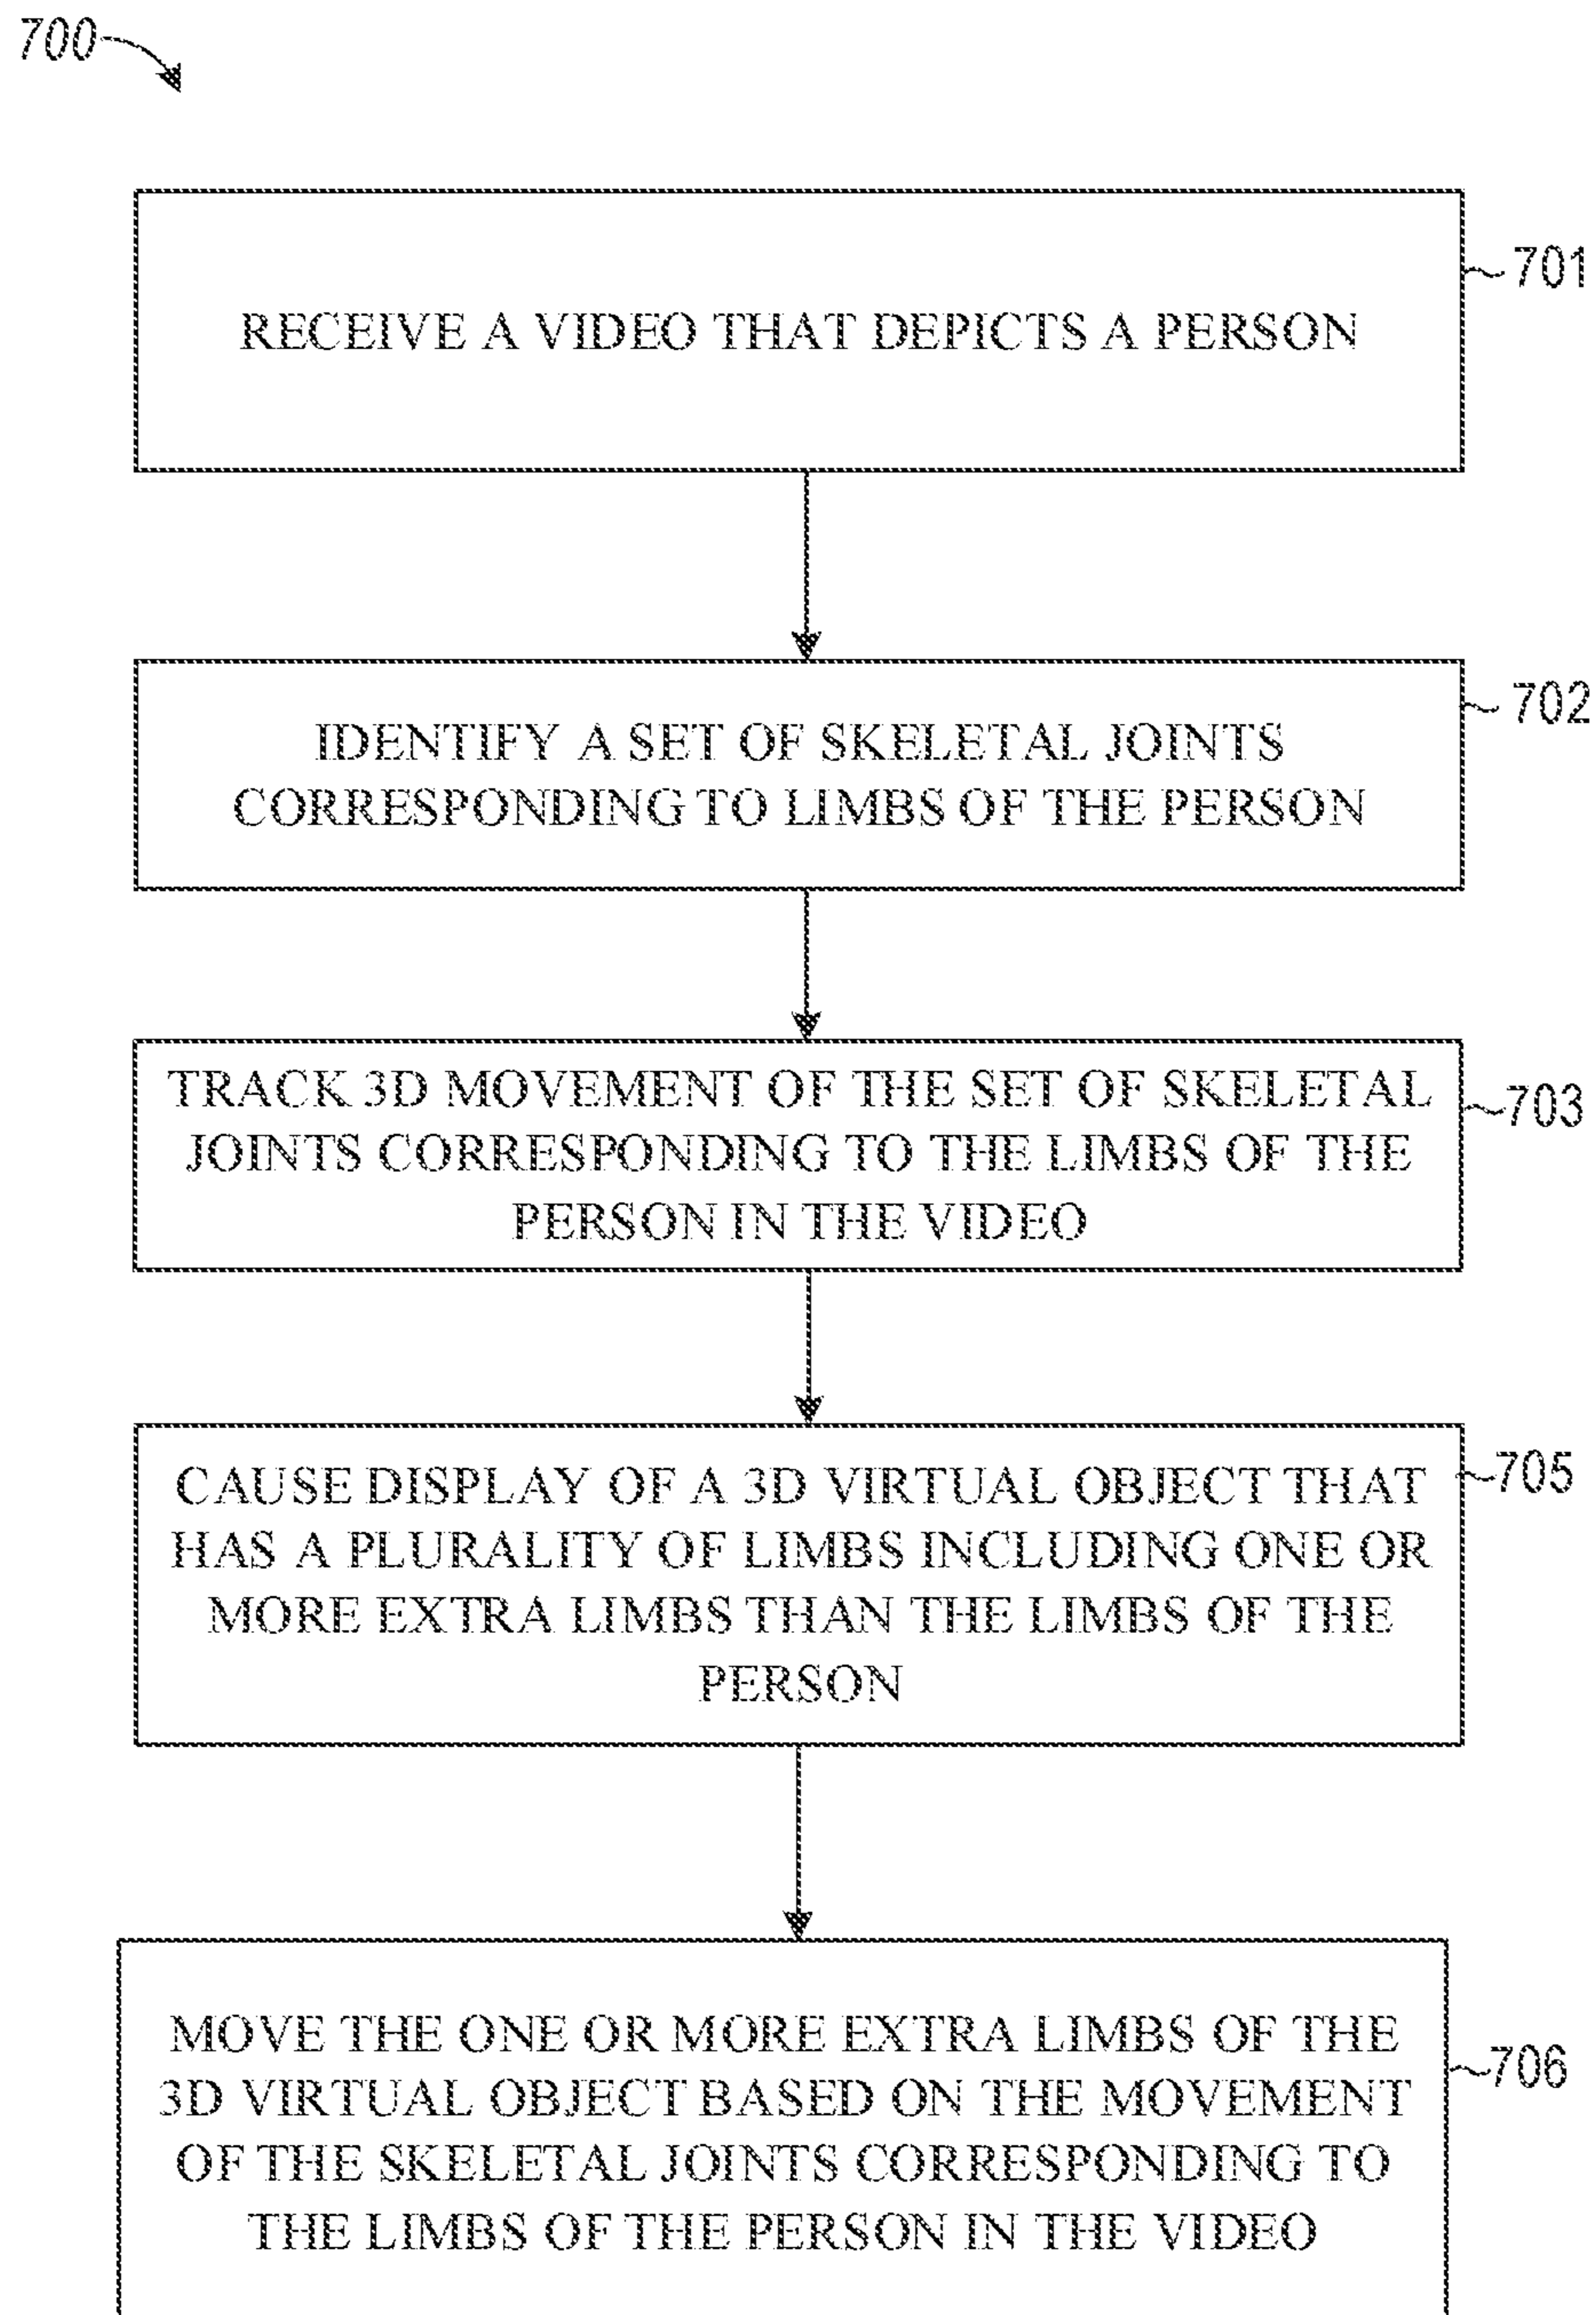 700
RECEIVE A VIDEO THAT DEPICTS A PERSON
701
IDENTIFY A SET OF SKELETAL JOINTS
CORRESPONDING TO LIMBS OF THE PERSON
702
TRACK 3D MOVEMENT OF THE SET OF SKELETAL
JOINTS CORRESPONDING TO THE LIMBS OF THE
PERSON IN THE VIDEO
703
CAUSE DISPLAY OF A 3D VIRTUAL OBJECT THAT
HAS A PLURALITY OF LIMBS INCLUDING ONE OR
MORE EXTRA LIMBS THAN THE LIMBS OF THE
PERSON
705
MOVE THE ONE OR MORE EXTRA LIMBS OF THE
3D VIRTUAL OBJECT BASED ON THE MOVEMENT
OF THE SKELETAL JOINTS CORRESPONDING TO
THE LIMBS OF THE PERSON IN THE VIDEO
706